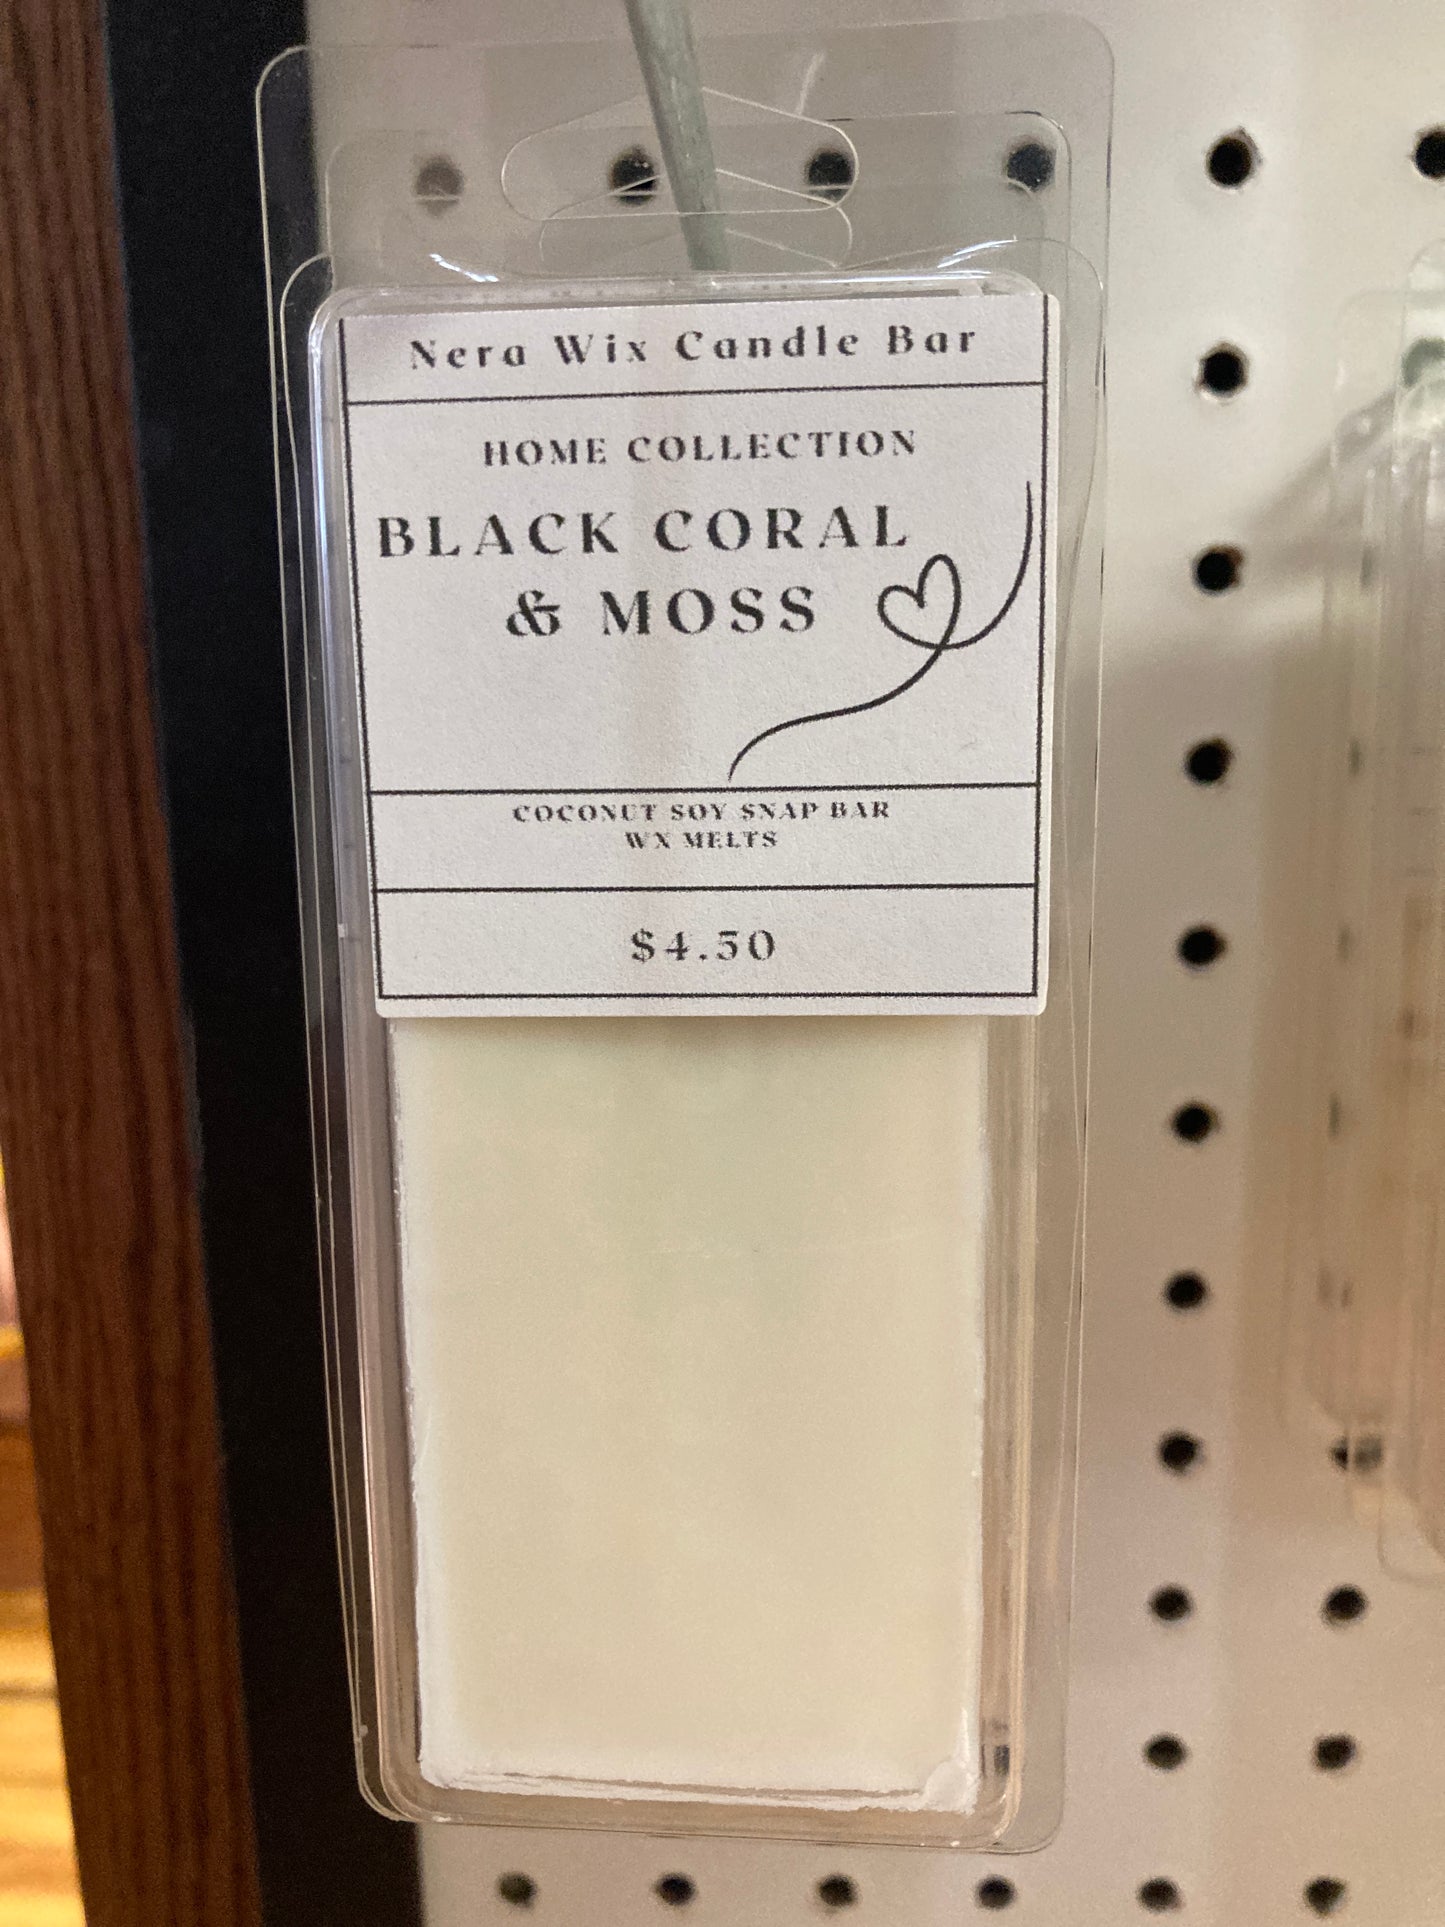 Nera Wix Candle Bar
HOME COLLECTION
BLACK CORAL
& MOSS
COCONUT SOY SNAP BAR
WX MELTS
$4.50